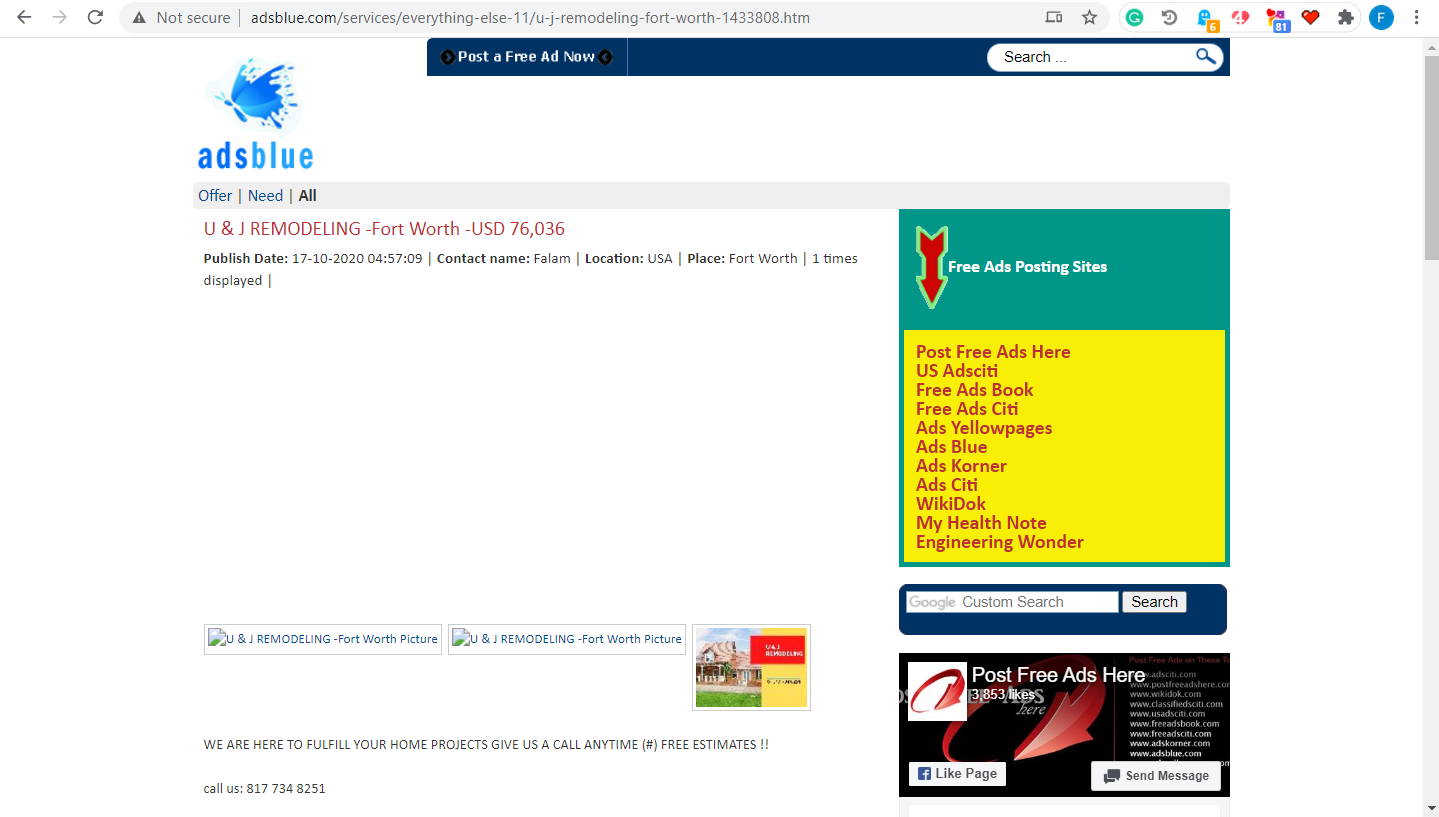 Not secure | adsblue.com/services/everything-else-11/u-j-remodeling-fort-worth-1433808.htm
6
81
F
Post a Free Ad Now
Search ...
adsblue
Offer | Need | All
U & J REMODELING -Fort Worth -USD 76,036
Publish Date: 17-10-2020 04:57:09 | Contact name: Falam | Location: USA | Place: Fort Worth | 1 times
displayed |
Free Ads Posting Sites
Post Free Ads Here
US Adsciti
Free Ads Book
Free Ads Citi
Ads Yellowpages
Ads Blue
Ads Korner
Ads Citi
WikiDok
My Health Note
Engineering Wonder
Google Custom Search
Search
U & J REMODELING -Fort Worth Picture
U & J REMODELING -Fort Worth Picture
U & J
REMODELING
WE ARE HERE TO FULFILL YOUR HOME PROJECTS GIVE US A CALL ANYTIME (#) FREE ESTIMATES !!
call us: 817 734 8251
Post Free Ads on These To
Post Free Ads Here
3,853 likes
ADS
here
.adsciti.com
www.postfreeadshere.com
www.wikidok.com
www.classifiedsciti.com
www.usadsciti.com
www.freeadsbook.com
www.freeadsciti.com
www.adskorner.com
www.adsblue.com
Like Page
Send Message